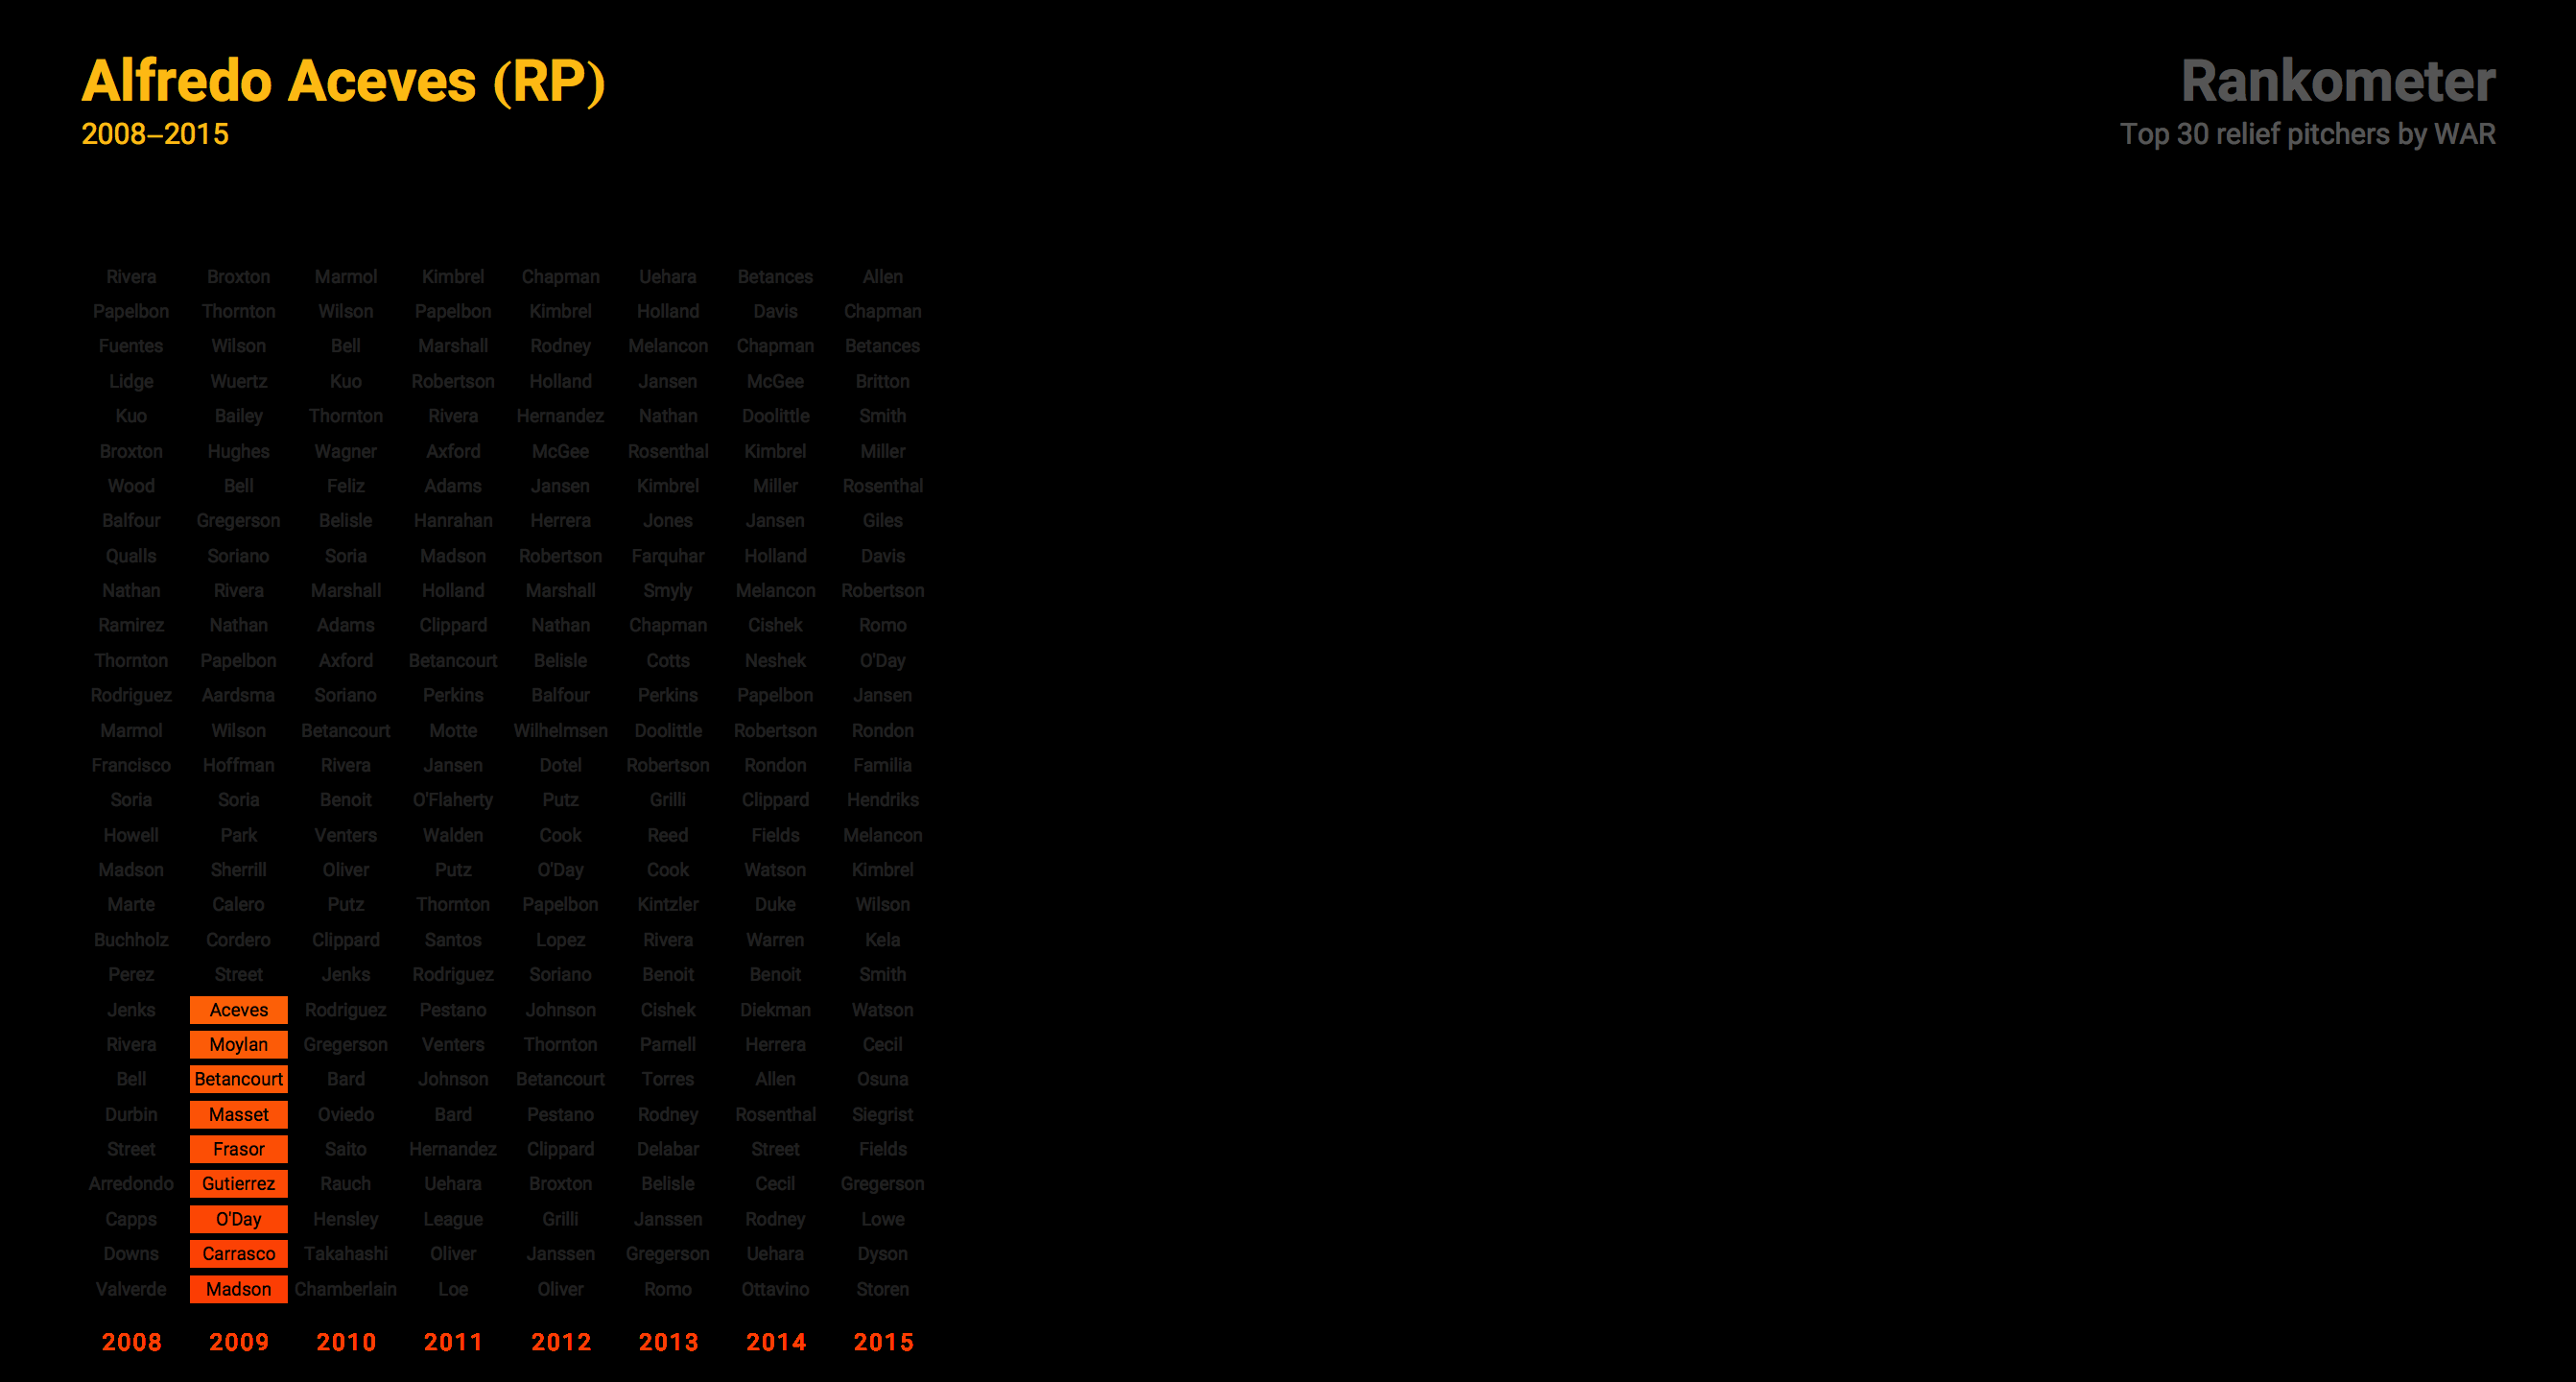 Alfredo Aceves (RP)
2008–2015
Rankometer
Top 30 relief pitchers by WAR
Rivera Broxton Marmol Kimbrel Chapman Uehara Betances Allen
Papelbon Thornton Wilson Papelbon Kimbrel Holland Davis Chapman
Fuentes Wilson Bell Marshall Rodney Melancon Chapman Betances
Lidge Wuertz Kuo Robertson Holland Jansen McGee Britton
Kuo Bailey Thornton Rivera Hernandez Nathan Doolittle Smith
Broxton Hughes Wagner Axford McGee Rosenthal Kimbrel Miller
Wood Bell Feliz Adams Jansen Kimbrel Miller Rosenthal
Balfour Gregerson Belisle Hanrahan Herrera Jones Jansen Giles
Qualls Soriano Soria Madson Robertson Farquhar Holland Davis
Nathan Rivera Marshall Holland Marshall Smyly Melancon Robertson
Ramirez Nathan Adams Clippard Nathan Chapman Cishek Romo
Thornton Papelbon Axford Betancourt Belisle Cotts Neshek O'Day
Rodriguez Aardsma Soriano Perkins Balfour Perkins Papelbon Jansen
Marmol Wilson Betancourt Motte Wilhelmsen Doolittle Robertson Rondon
Francisco Hoffman Rivera Jansen Dotel Robertson Rondon Familia
Soria Soria Benoit O'Flaherty Putz Grilli Clippard Hendriks
Howell Park Venters Walden Cook Reed Fields Melancon
Madson Sherrill Oliver Putz O'Day Cook Watson Kimbrel
Marte Calero Putz Thornton Papelbon Kintzler Duke Wilson
Buchholz Cordero Clippard Santos Lopez Rivera Warren Kela
Perez Street Jenks Rodriguez Soriano Benoit Benoit Smith
Jenks Aceves Rodriguez Pestano Johnson Cishek Diekman Watson
Rivera Moylan Gregerson Venters Thornton Parnell Herrera Cecil
Bell Betancourt Bard Johnson Betancourt Torres Allen Osuna
Durbin Masset Oviedo Bard Pestano Rodney Rosenthal Siegrist
Street Frasor Saito Hernandez Clippard Delabar Street Fields
Arredondo Gutierrez Rauch Uehara Broxton Belisle Cecil Gregerson
Capps O'Day Hensley League Grilli Janssen Rodney Lowe
Downs Carrasco Takahashi Oliver Janssen Gregerson Uehara Dyson
Valverde Madson Chamberlain Loe Oliver Romo Ottavino Storen
2008 2009 2010 2011 2012 2013 2014 2015